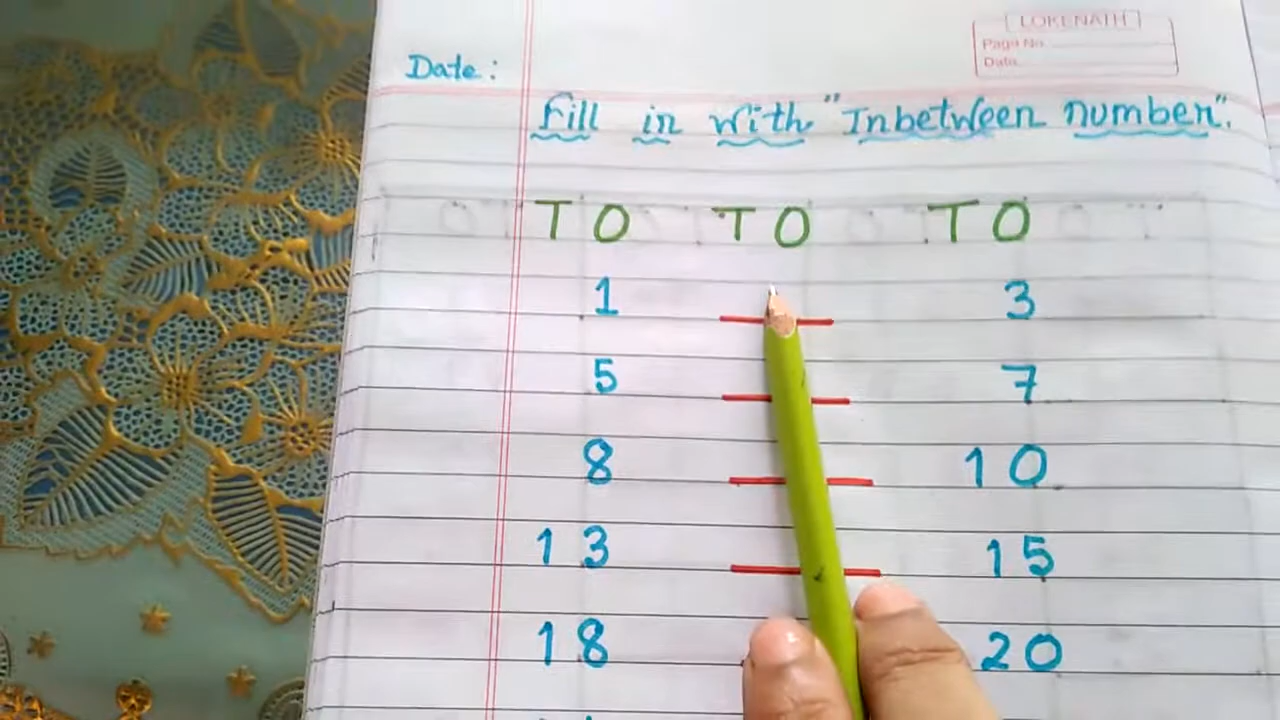 LOKENATH
Page No.
Date
Date:
Fill in with "Inbetween number".
T O T O T O
1 3
5 7
8 10
13 15
18 20